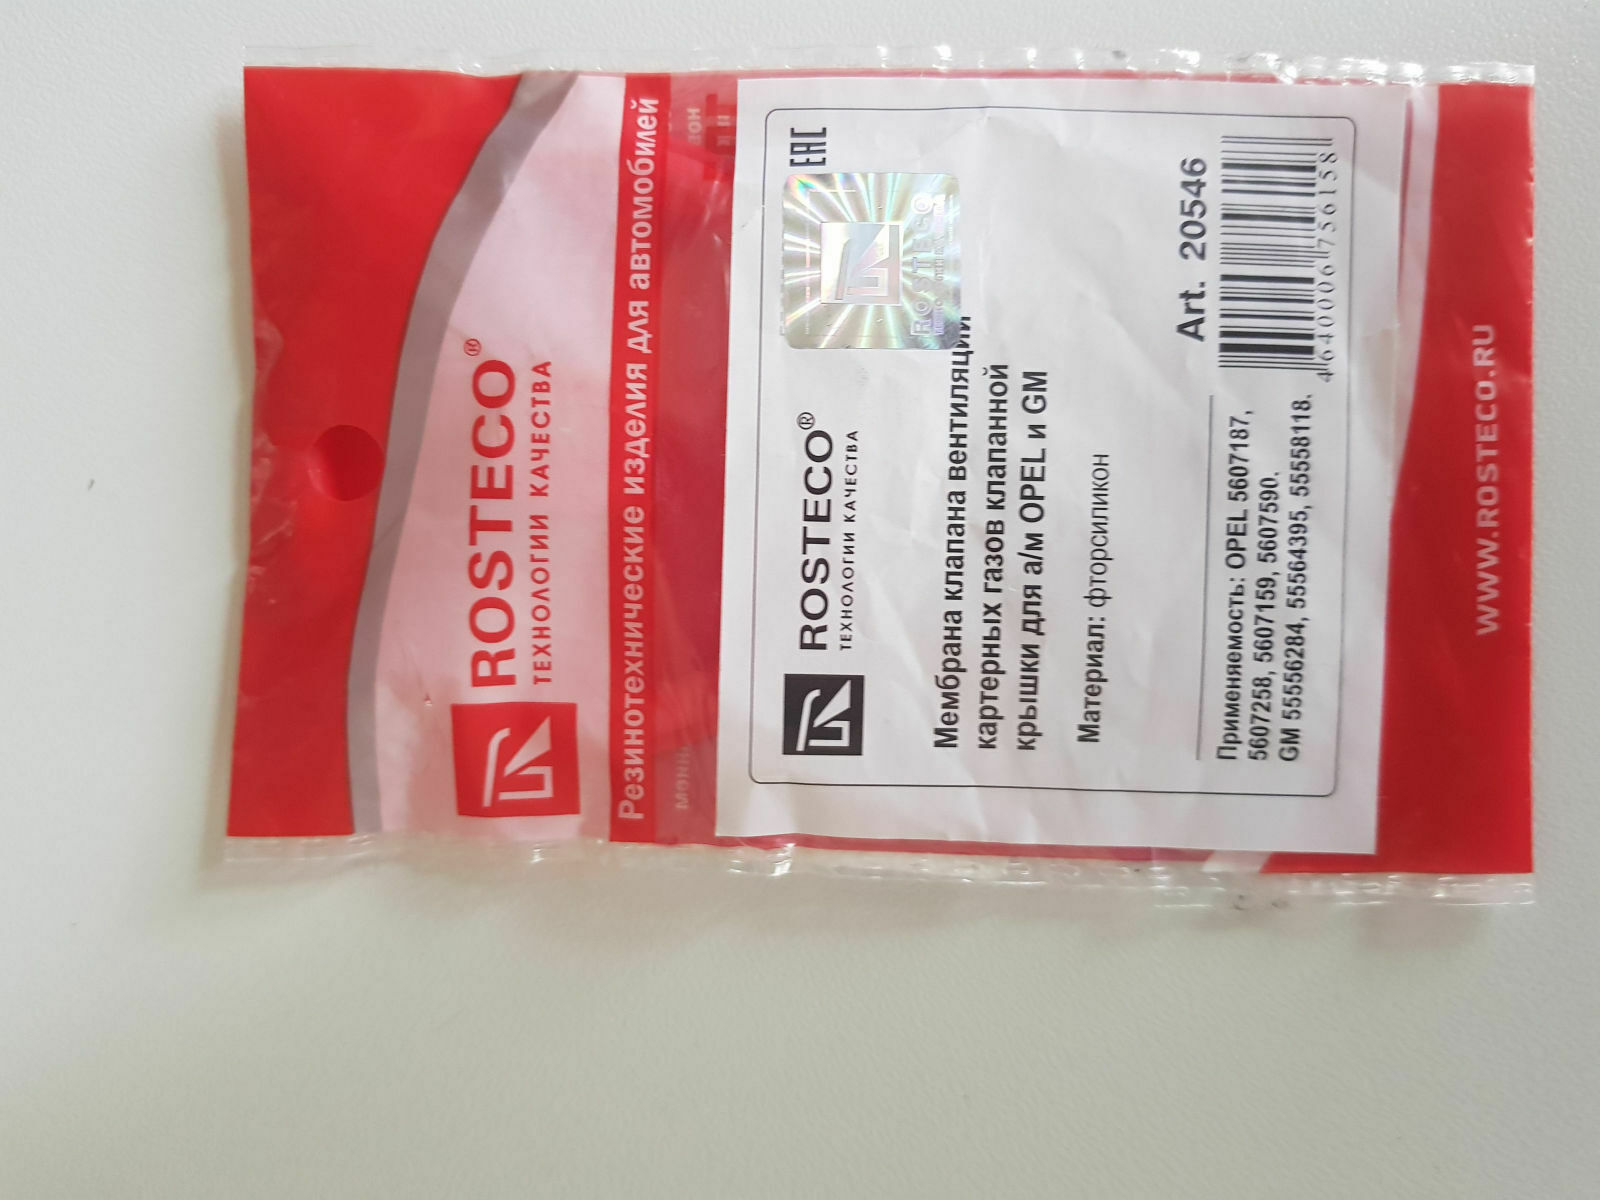 ROSTECO®
ТЕХНОЛОГИИ КАЧЕСТВА
Резинотехнические изделия для автомобилей
ROSTECO®
ТЕХНОЛОГИИ КАЧЕСТВА
EAC
ROSTECO
Мембрана клапана вентиляции
картерных газов клапанной
крышки для а/м OPEL и GM
Материал: фторсиликон
Art. 20546
Применяемость: OPEL 5607187,
5607258, 5607159, 5607590.
GM 55556284, 55564395, 55558118.
4640006756158
WWW.ROSTECO.RU